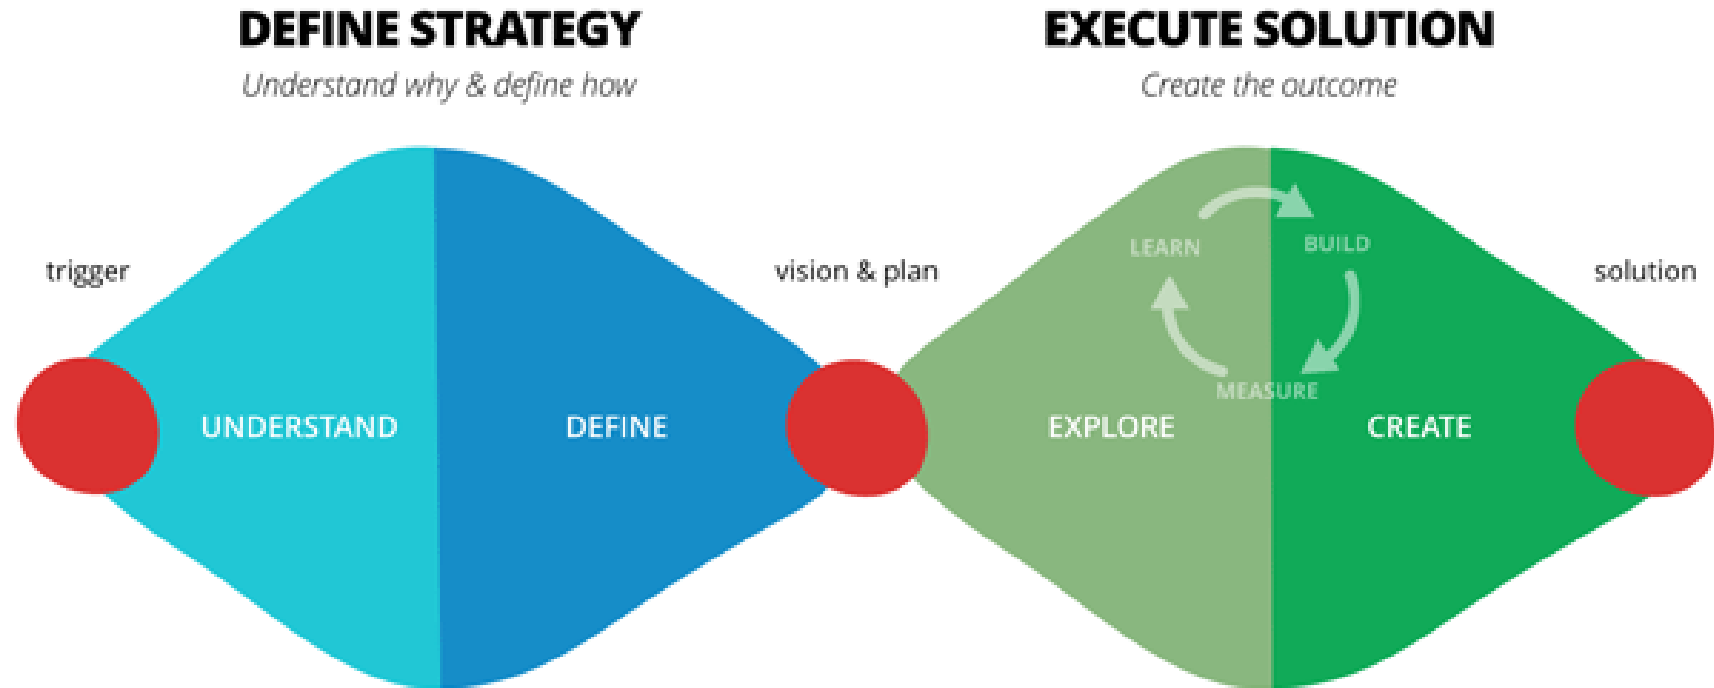 DEFINE STRATEGY
Understand why & define how
EXECUTE SOLUTION
Create the outcome
trigger
vision & plan
solution
LEARN
BUILD
MEASURE
UNDERSTAND
DEFINE
EXPLORE
CREATE